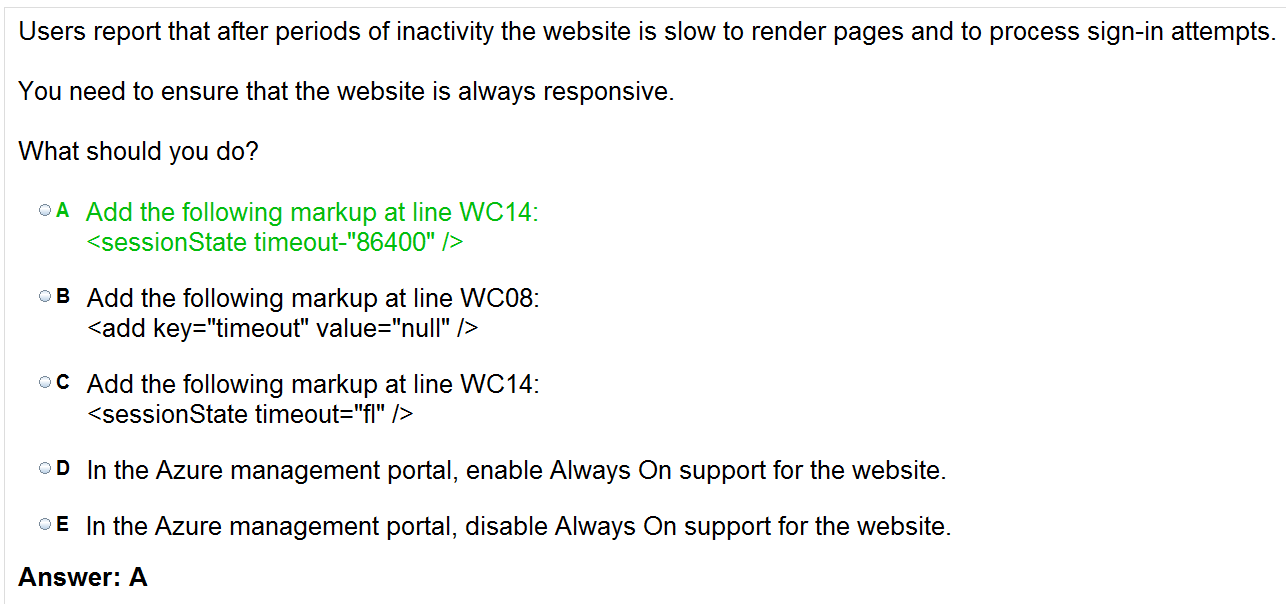 Users report that after periods of inactivity the website is slow to render pages and to process sign-in attempts.
You need to ensure that the website is always responsive.
What should you do?
A Add the following markup at line WC14:
<sessionState timeout-"86400" />
B Add the following markup at line WC08:
<add key="timeout" value="null" />
C Add the following markup at line WC14:
<sessionState timeout="fl" />
D In the Azure management portal, enable Always On support for the website.
E In the Azure management portal, disable Always On support for the website.
Answer: A